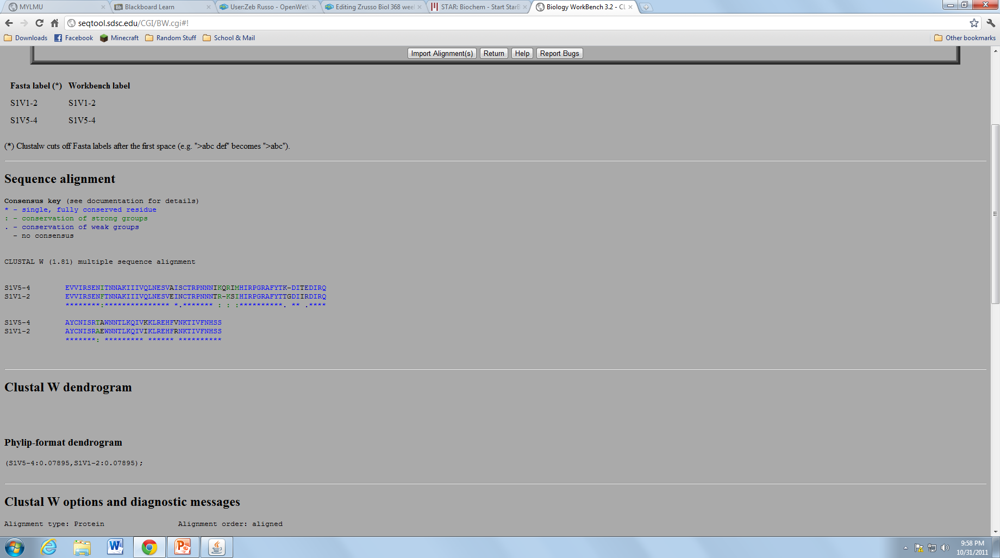 MYLMU
Blackboard Learn
User:Zeb Russo - OpenWetW
Editing Zrusso Biol 368 week
STAR: Biochem - Start StarB
Biology WorkBench 3.2 - CL
seqtool.sdsc.edu/CGI/BW.cgi#!
Downloads Facebook Minecraft Random Stuff School & Mail Other bookmarks
Import Alignment(s) Return Help Report Bugs
Fasta label (*) Workbench label
S1V1-2 S1V1-2
S1V5-4 S1V5-4
(*) Clustalw cuts off Fasta labels after the first space (e.g. ">abc def" becomes ">abc").
Sequence alignment
Consensus key (see documentation for details)
* - single, fully conserved residue
: - conservation of strong groups
. - conservation of weak groups
- no consensus
CLUSTAL W (1.81) multiple sequence alignment
S1V5-4 EVVIRSENITNNAKIIIVQLNESVAISCTRPNNNIKQRIMHIRPGRAFYTK-DITEDIRQ
S1V1-2 EVVIRSENFTNNAKIIIVQLNESVEINCTRPNNNTR-KSIHIRPGRAFYTTGDIIRDIRQ
********:*************** *.******* : : :**********. ** .****
S1V5-4 AYCNISRTAWNNTLKQIVKKLREHFVNKTIVFNHSS
S1V1-2 AYCNISRAEWNNTLKQIVIKLREHFRNKTIVFNHSS
*******: ********* ****** **********
Clustal W dendrogram
Phylip-format dendrogram
(S1V5-4:0.07895,S1V1-2:0.07895);
Clustal W options and diagnostic messages
Alignment type: Protein Alignment order: aligned
9:58 PM
10/31/2011